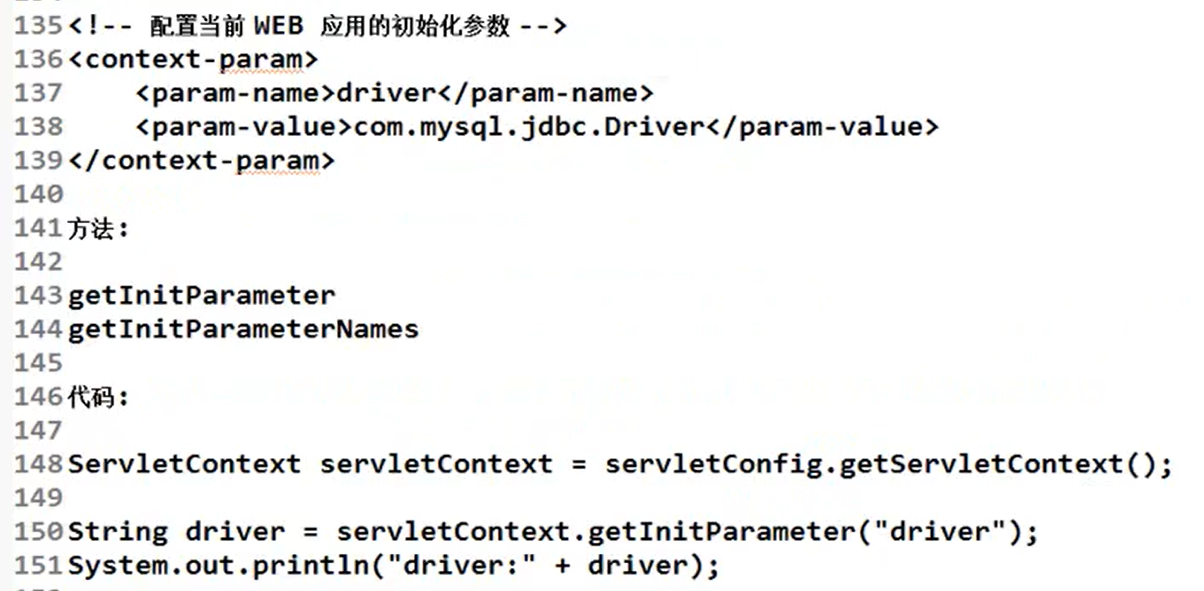 135 <!-- 配置当前 WEB 应用的初始化参数 -->
136 <context-param>
137     <param-name>driver</param-name>
138     <param-value>com.mysql.jdbc.Driver</param-value>
139 </context-param>
140
141 方法:
142
143 getInitParameter
144 getInitParameterNames
145
146 代码:
147
148 ServletContext servletContext = servletConfig.getServletContext();
149
150 String driver = servletContext.getInitParameter("driver");
151 System.out.println("driver:" + driver);